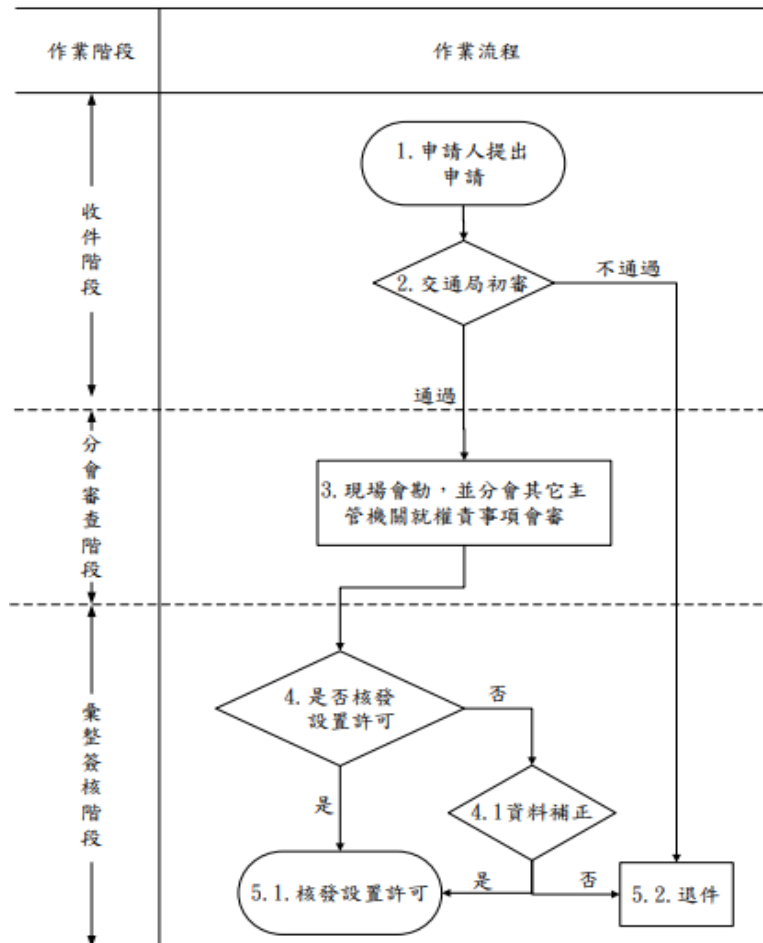 作業階段
作業流程
收件階段
1.申請人提出
申請
2.交通局初審
不通過
通過
分會審查階段
3.現場會勘，並分會其它主
管機關就權責事項會審
彙整簽核階段
4.是否核發
設置許可
否
是
4.1資料補正
5.1.核發設置許可
是
否
5.2.退件